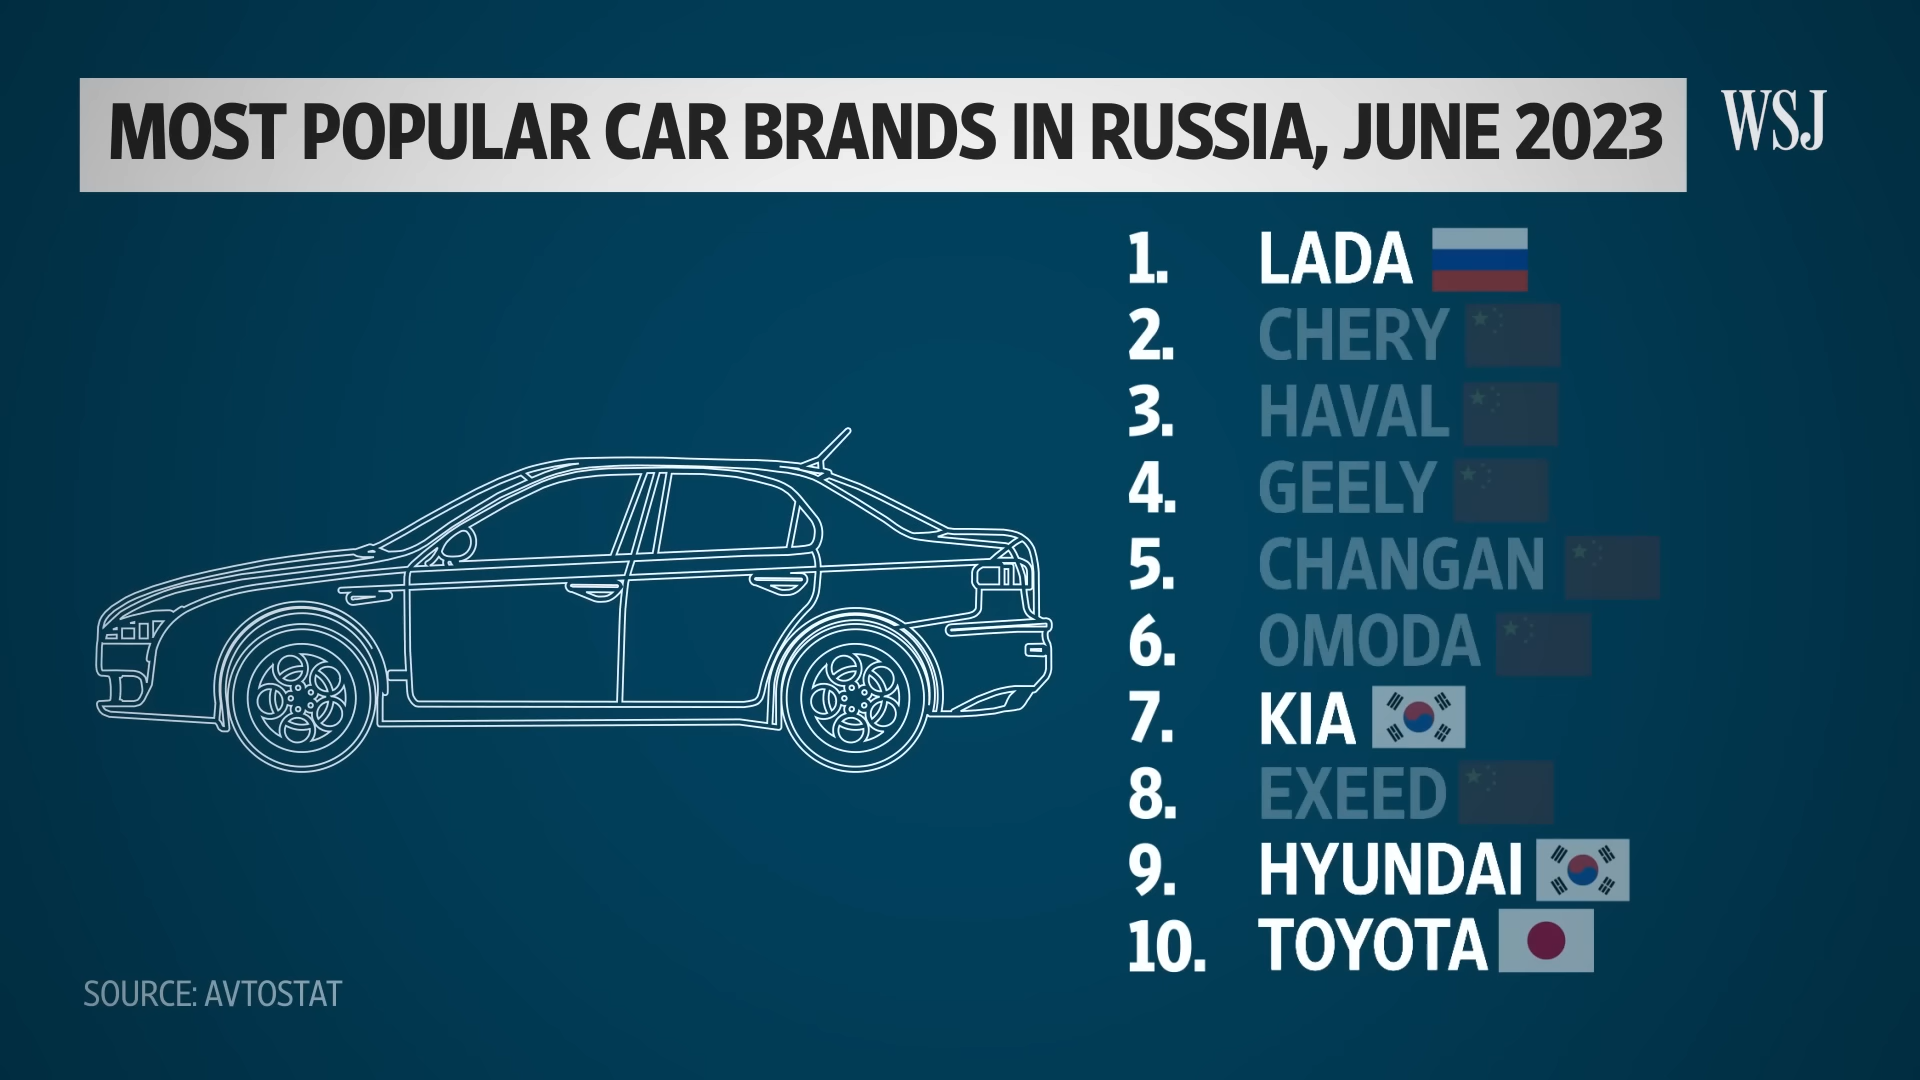 MOST POPULAR CAR BRANDS IN RUSSIA, JUNE 2023
WSJ
1. LADA
2. CHERY
3. HAVAL
4. GEELY
5. CHANGAN
6. OMODA
7. KIA
8. EXEED
9. HYUNDAI
10. TOYOTA
SOURCE: AVTOSTAT